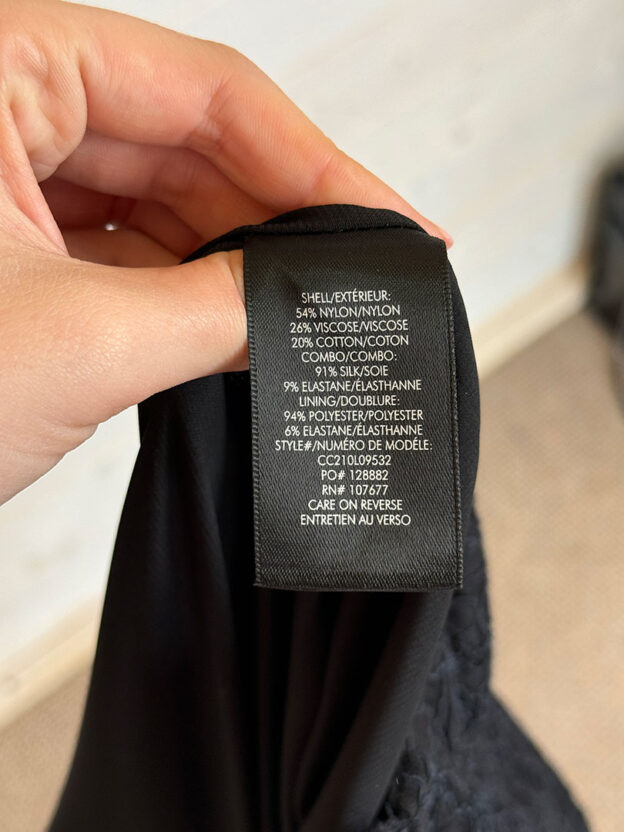 SHELL/EXTÉRIEUR:
54% NYLON/NYLON
26% VISCOSE/VISCOSE
20% COTTON/COTON
COMBO/COMBO:
91% SILK/SOIE
9% ELASTANE/ÉLASTHANNE
LINING/DOUBLURE:
94% POLYESTER/POLYESTER
6% ELASTANE/ÉLASTHANNE
STYLE#/NUMÉRO DE MODÈLE:
CC210L09532
PO# 128882
RN# 107677
CARE ON REVERSE
ENTRETIEN AU VERSO